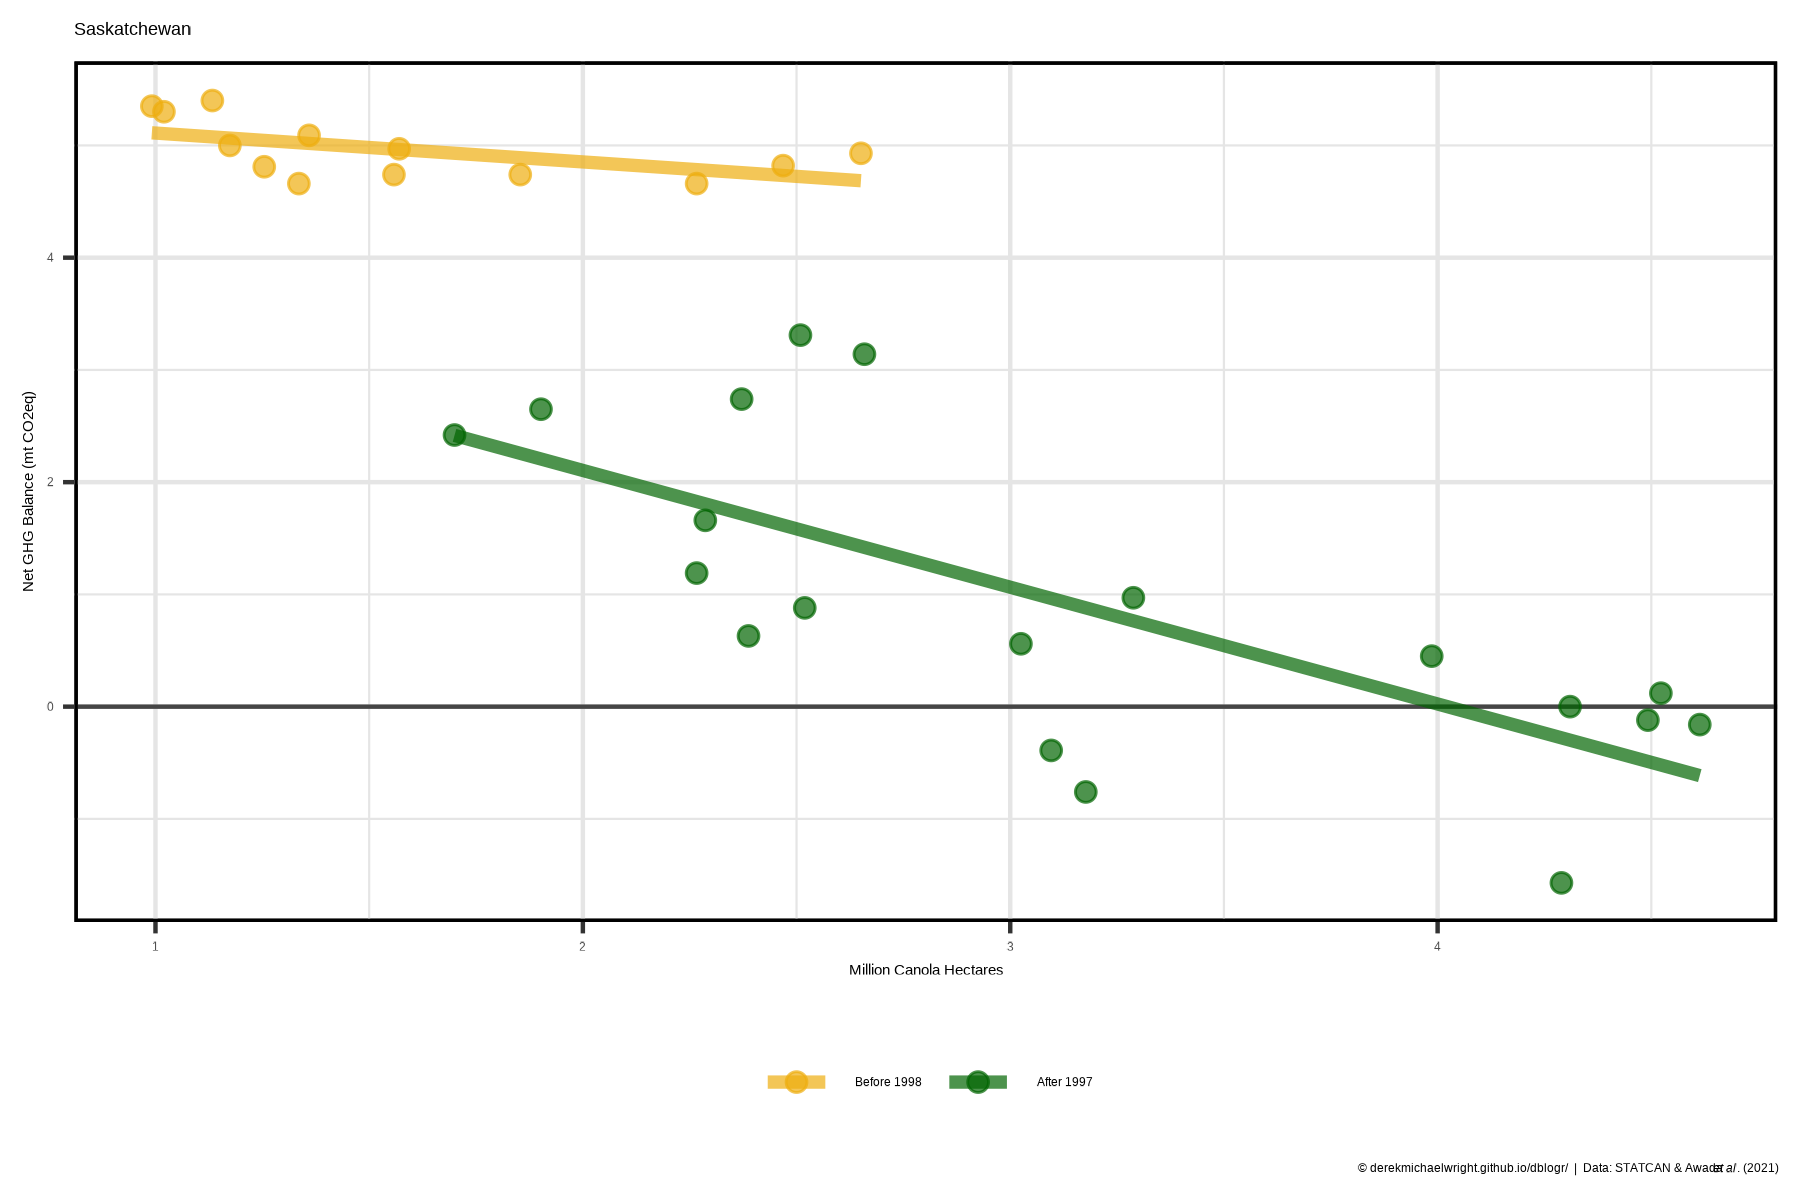 Saskatchewan
Net GHG Balance (mt CO2eq)
4
2
0
1
2
3
4
Million Canola Hectares
Before 1998
After 1997
© derekmichaelwright.github.io/dblogr/ | Data: STATCAN & Awada et al. (2021)